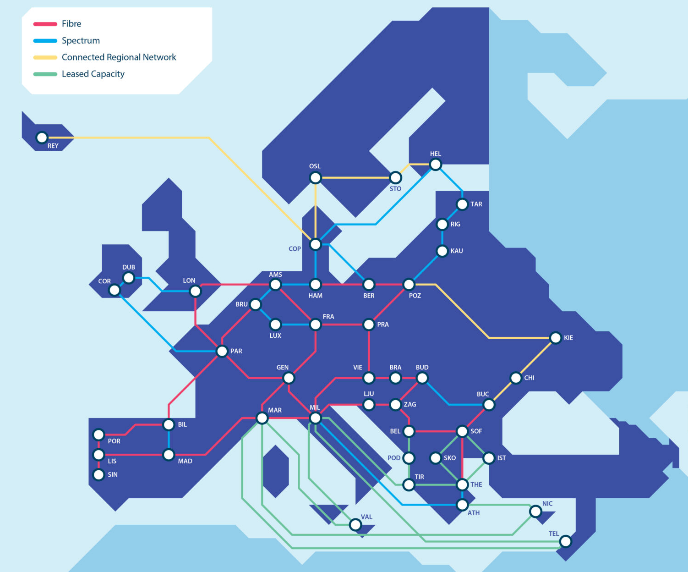 Fibre
Spectrum
Connected Regional Network
Leased Capacity
REY
HEL
OSL
STO
TAR
RIG
COP
KAU
DUB
COR
LON
AMS
HAM
BER
POZ
BRU
FRA
LUX
PRA
KIE
PAR
GEN
VIE
BRA
BUD
CHI
LJU
ZAG
BUC
MAR
MIL
BIL
POR
BEL
SOF
LIS
MAD
POD
SKO
IST
SIN
TIR
THE
NIC
ATH
VAL
TEL